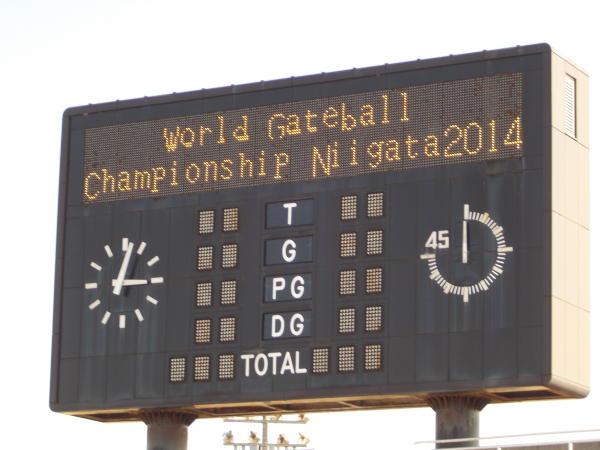 World Gateball
Championship Niigata2014
T
G
PG
DG
TOTAL
45